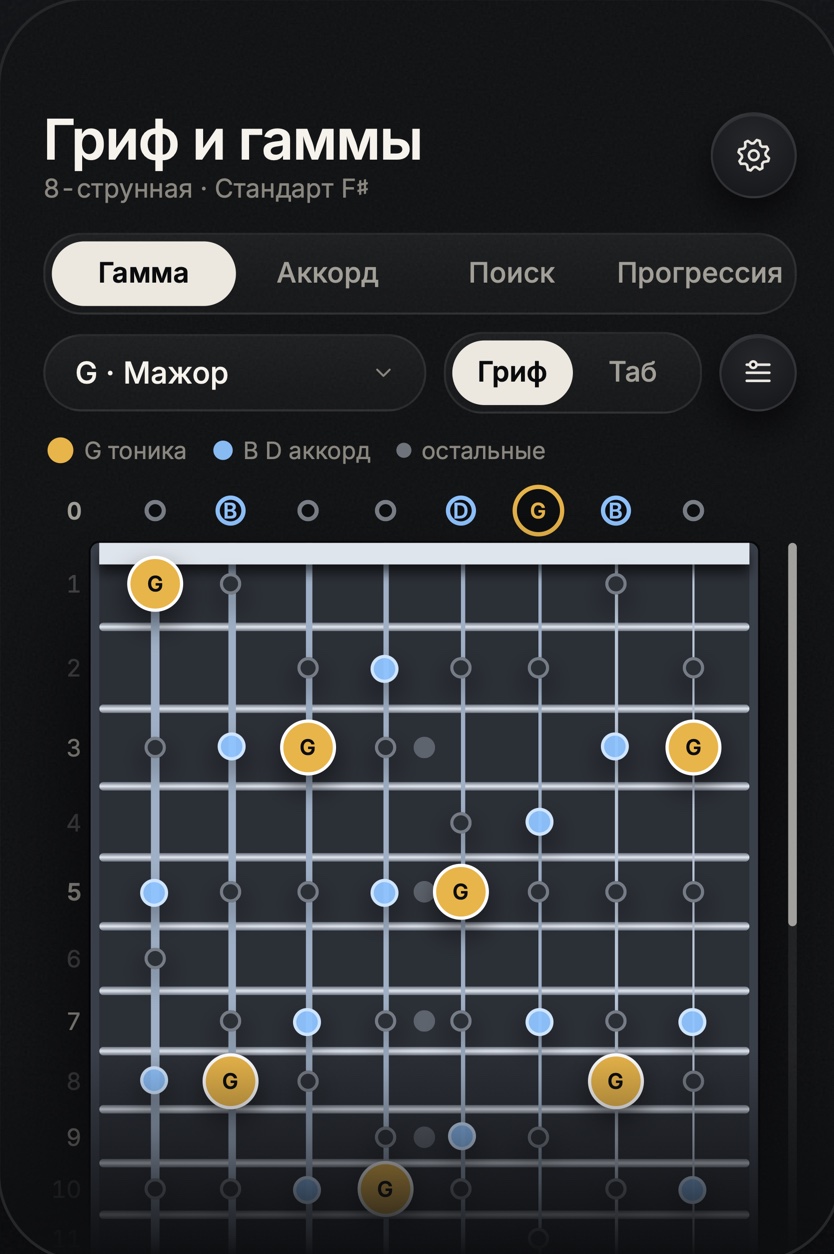 Гриф и гаммы
8-струнная · Стандарт F♯
Гамма Аккорд Поиск Прогрессия
G · Мажор Гриф Таб
G тоника B D аккорд остальные
0 B D G B
1 G
2
3 G G
4
5 G
6
7
8 G G
9
10 G
11